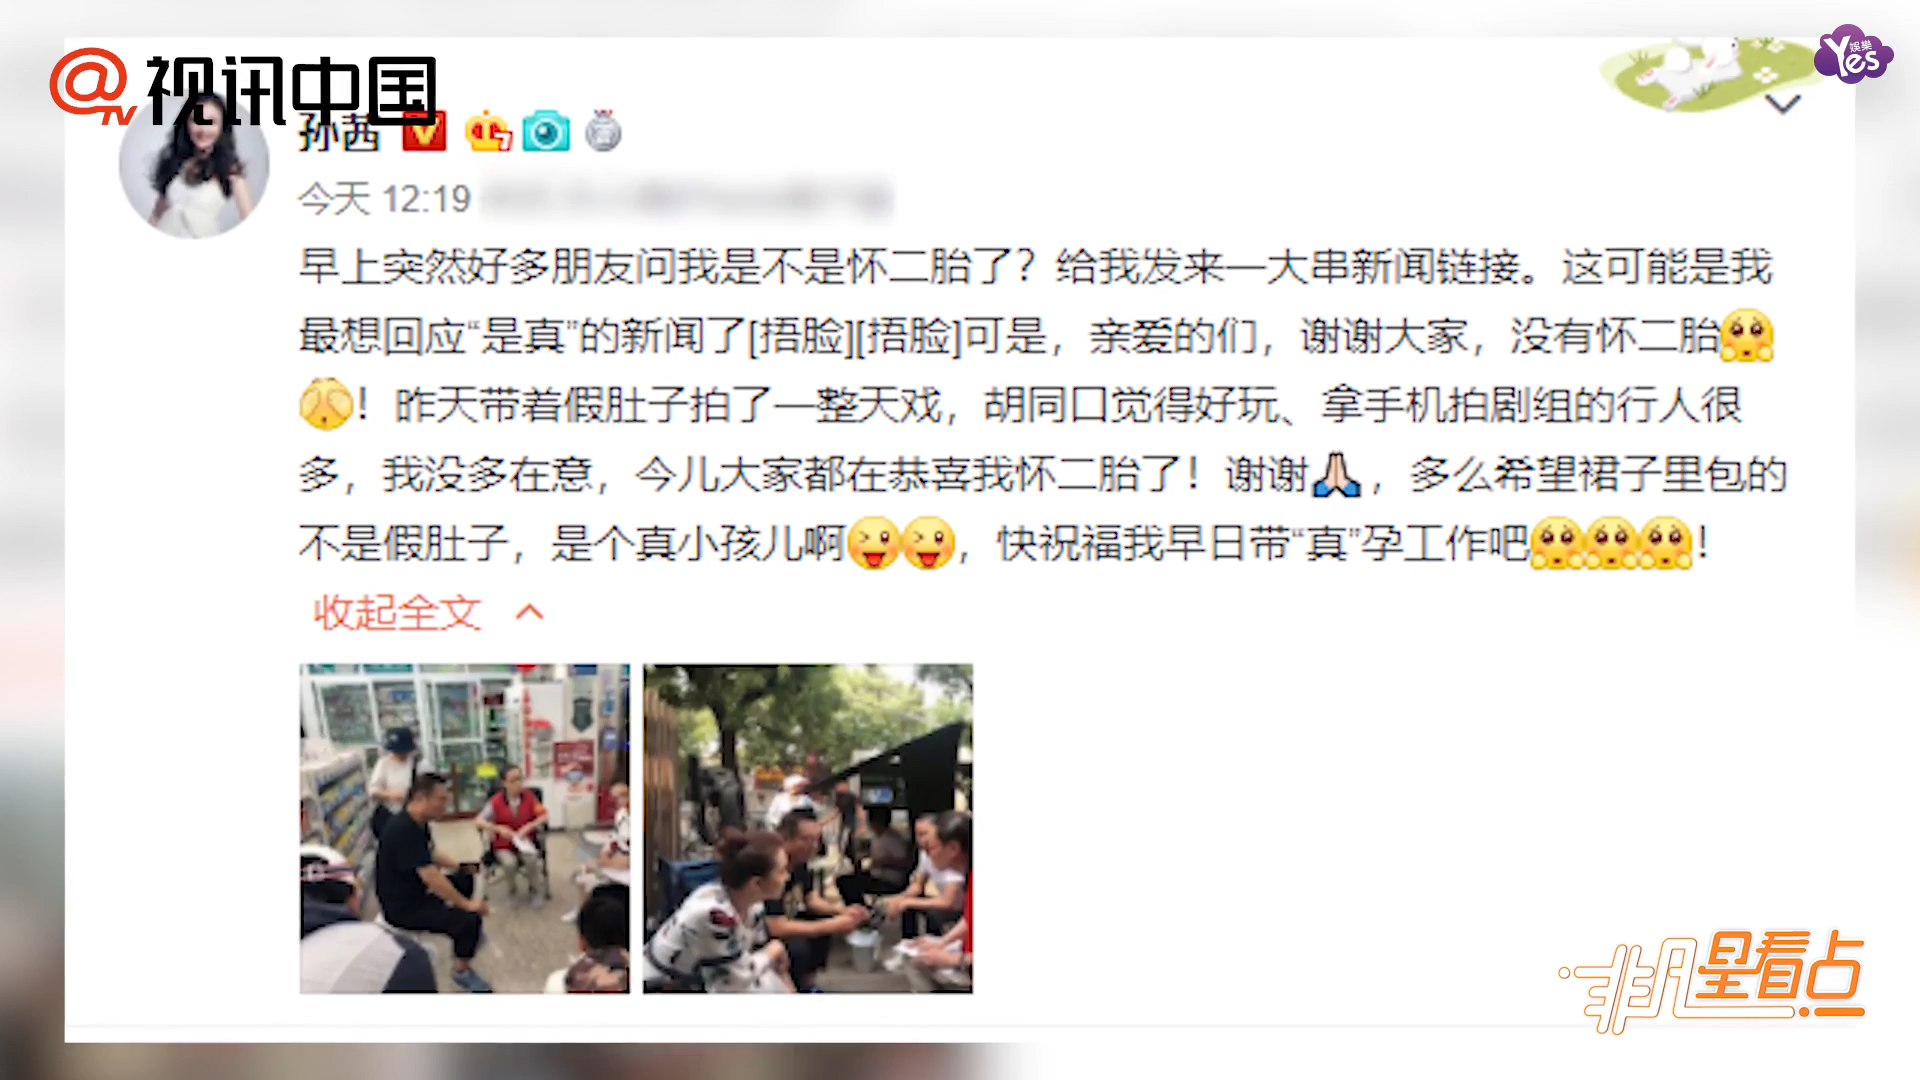 @TV 视讯中国
Yes 娱樂
孙茜
今天 12:19
早上突然好多朋友问我是不是怀二胎了？给我发来一大串新闻链接。这可能是我
最想回应“是真”的新闻了[捂脸][捂脸]可是，亲爱的们，谢谢大家，没有怀二胎🥺
🫣！昨天带着假肚子拍了一整天戏，胡同口觉得好玩、拿手机拍剧组的行人很
多，我没多在意，今儿大家都在恭喜我怀二胎了！谢谢🙏🏻，多么希望裙子里包的
不是假肚子，是个真小孩儿啊😜😜，快祝福我早日带“真”孕工作吧🥺🥺🥺！
收起全文
非凡星看点